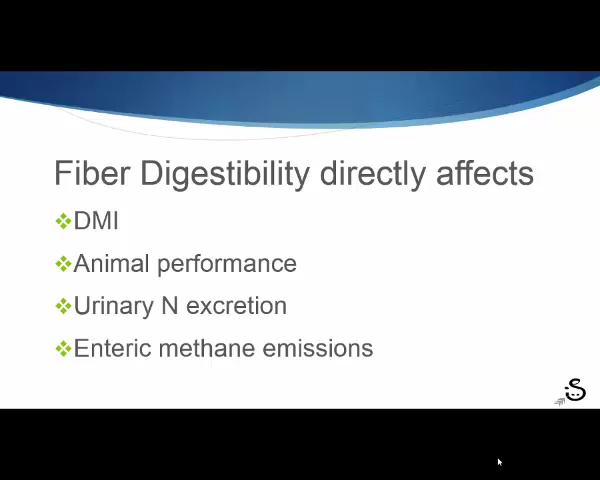 Fiber Digestibility directly affects
DMI
Animal performance
Urinary N excretion
Enteric methane emissions